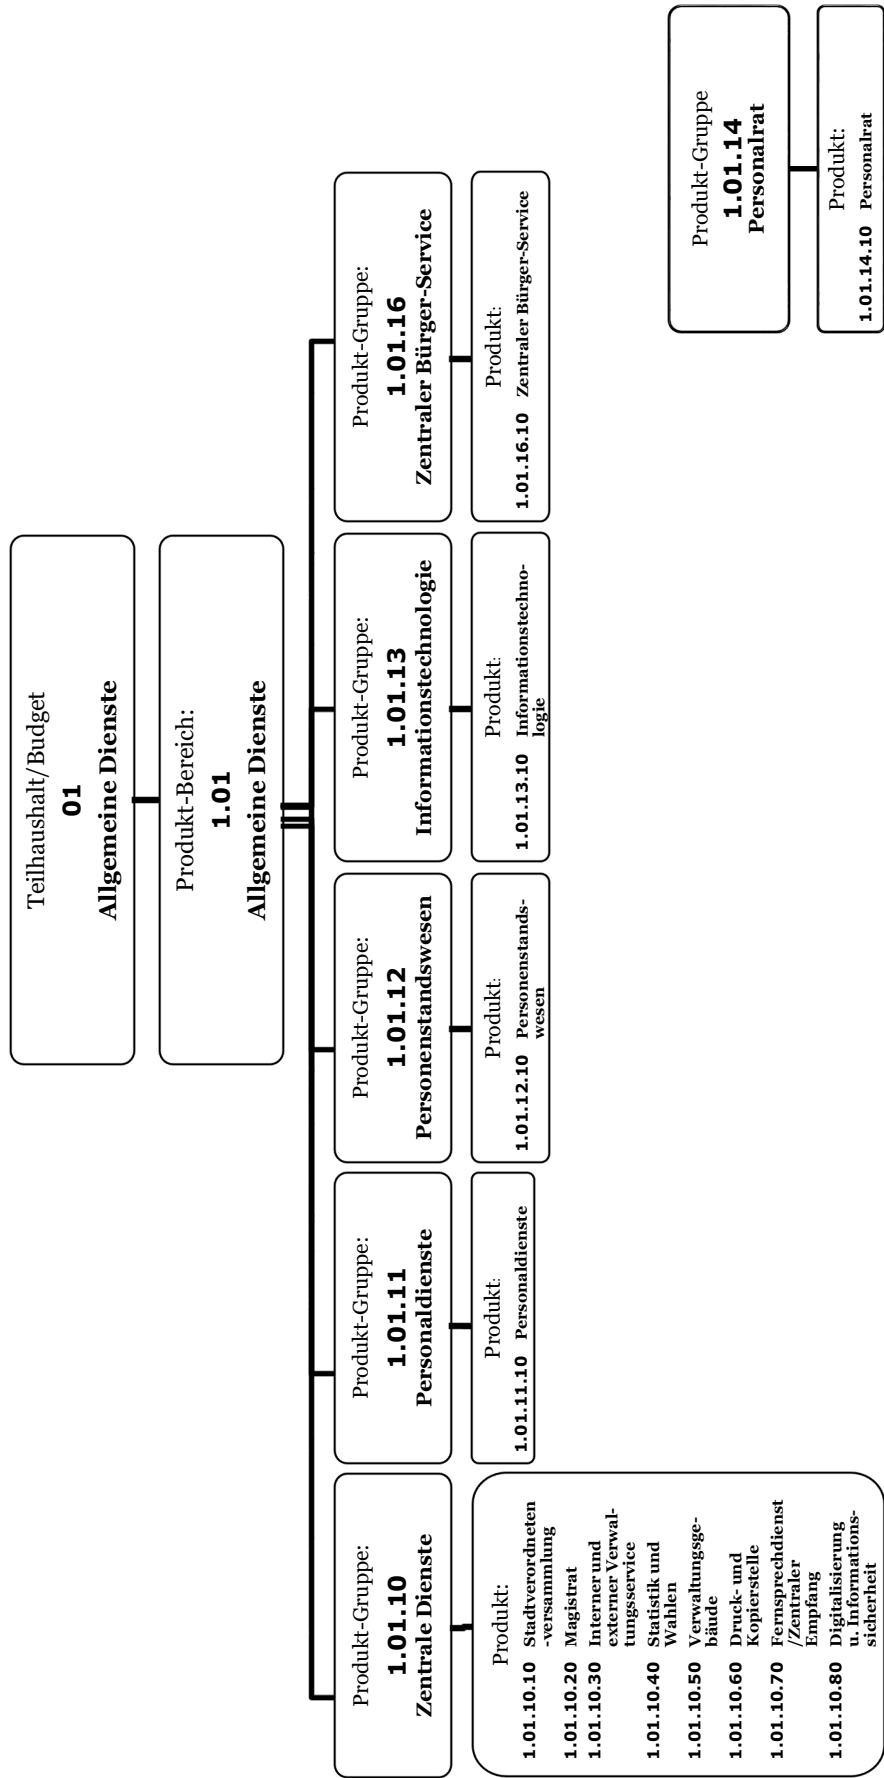 Teilhaushalt/Budget
01
Allgemeine Dienste
Produkt-Bereich:
1.01
Allgemeine Dienste
Produkt-Gruppe:
1.01.10
Zentrale Dienste
Produkt:
1.01.10.10 Stadtverordneten
-versammlung
1.01.10.20 Magistrat
1.01.10.30 Interner und
externer Verwal-
tungsservice
1.01.10.40 Statistik und
Wahlen
1.01.10.50 Verwaltungsge-
bäude
1.01.10.60 Druck- und
Kopierstelle
1.01.10.70 Fernsprechdienst
/Zentraler
Empfang
1.01.10.80 Digitalisierung
u. Informations-
sicherheit
Produkt-Gruppe:
1.01.11
Personaldienste
Produkt:
1.01.11.10 Personaldienste
Produkt-Gruppe:
1.01.12
Personenstandswesen
Produkt:
1.01.12.10 Personenstands-
wesen
Produkt-Gruppe:
1.01.13
Informationstechnologie
Produkt:
1.01.13.10 Informationstechno-
logie
Produkt-Gruppe:
1.01.16
Zentraler Bürger-Service
Produkt:
1.01.16.10 Zentraler Bürger-Service
Produkt-Gruppe
1.01.14
Personalrat
Produkt:
1.01.14.10 Personalrat